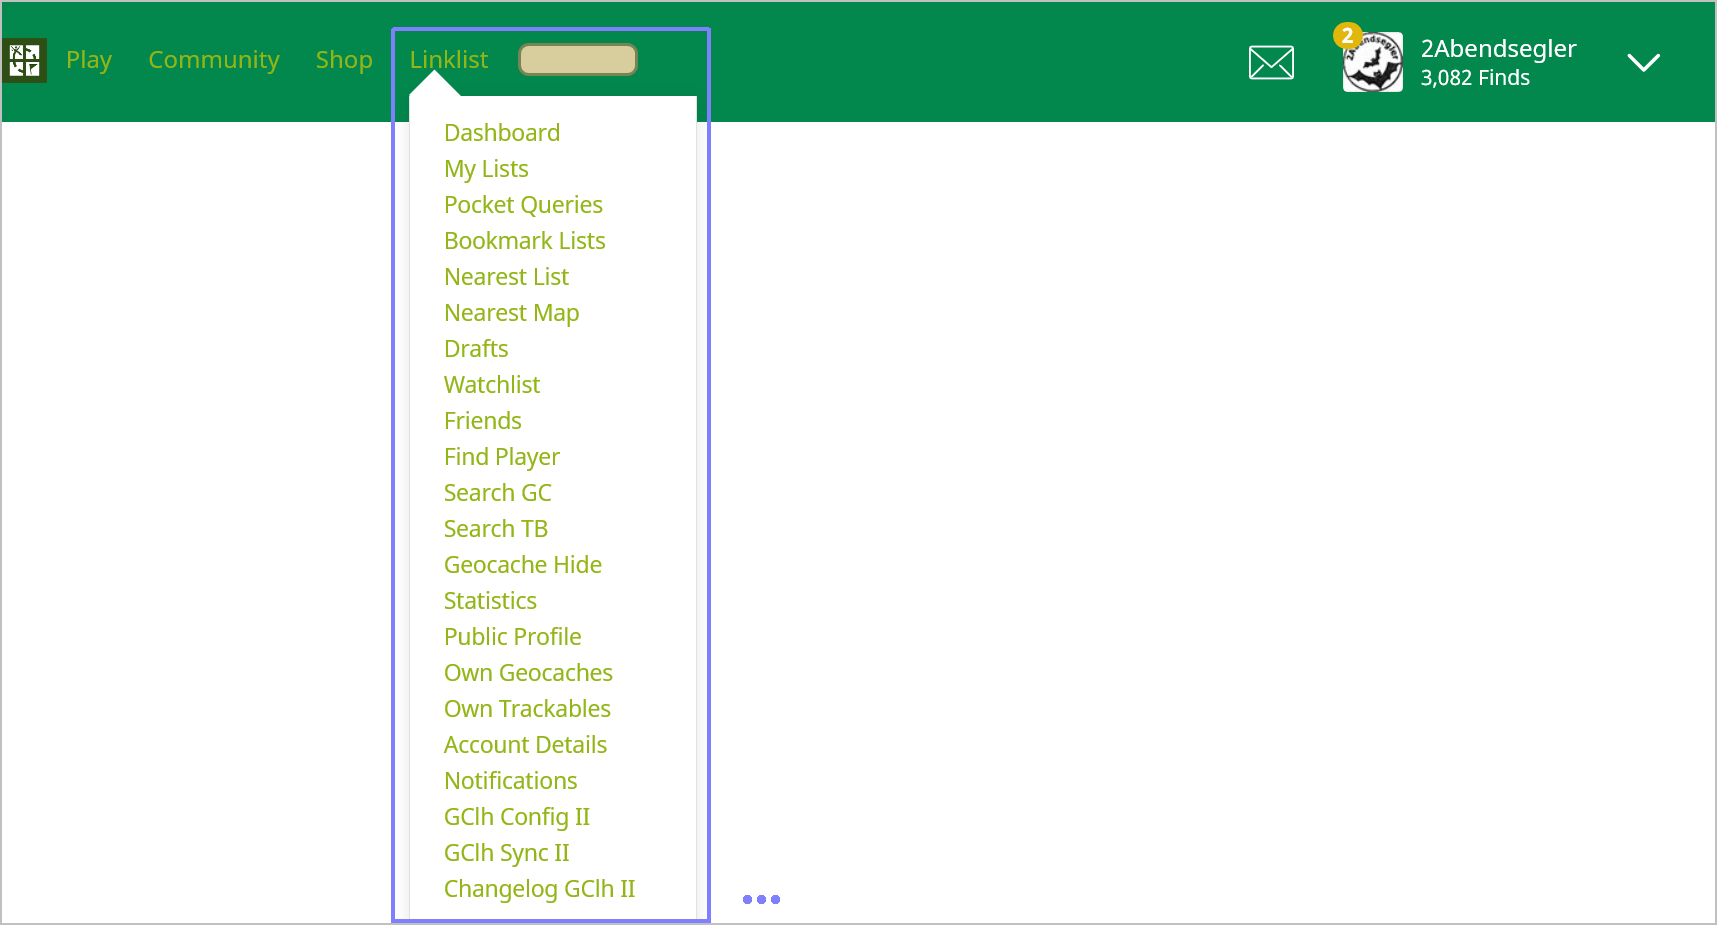 Play Community Shop Linklist
2
2Abendsegler
3,082 Finds
Dashboard
My Lists
Pocket Queries
Bookmark Lists
Nearest List
Nearest Map
Drafts
Watchlist
Friends
Find Player
Search GC
Search TB
Geocache Hide
Statistics
Public Profile
Own Geocaches
Own Trackables
Account Details
Notifications
GClh Config II
GClh Sync II
Changelog GClh II